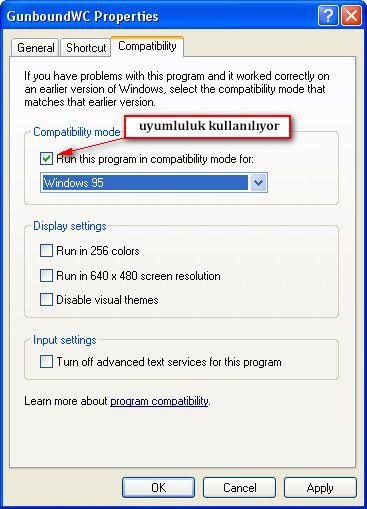 GunboundWC Properties
General Shortcut Compatibility
If you have problems with this program and it worked correctly on
an earlier version of Windows, select the compatibility mode that
matches that earlier version.
Compatibility mode
uyumluluk kullanılıyor
Run this program in compatibility mode for:
Windows 95
Display settings
Run in 256 colors
Run in 640 x 480 screen resolution
Disable visual themes
Input settings
Turn off advanced text services for this program
Learn more about program compatibility.
OK Cancel Apply